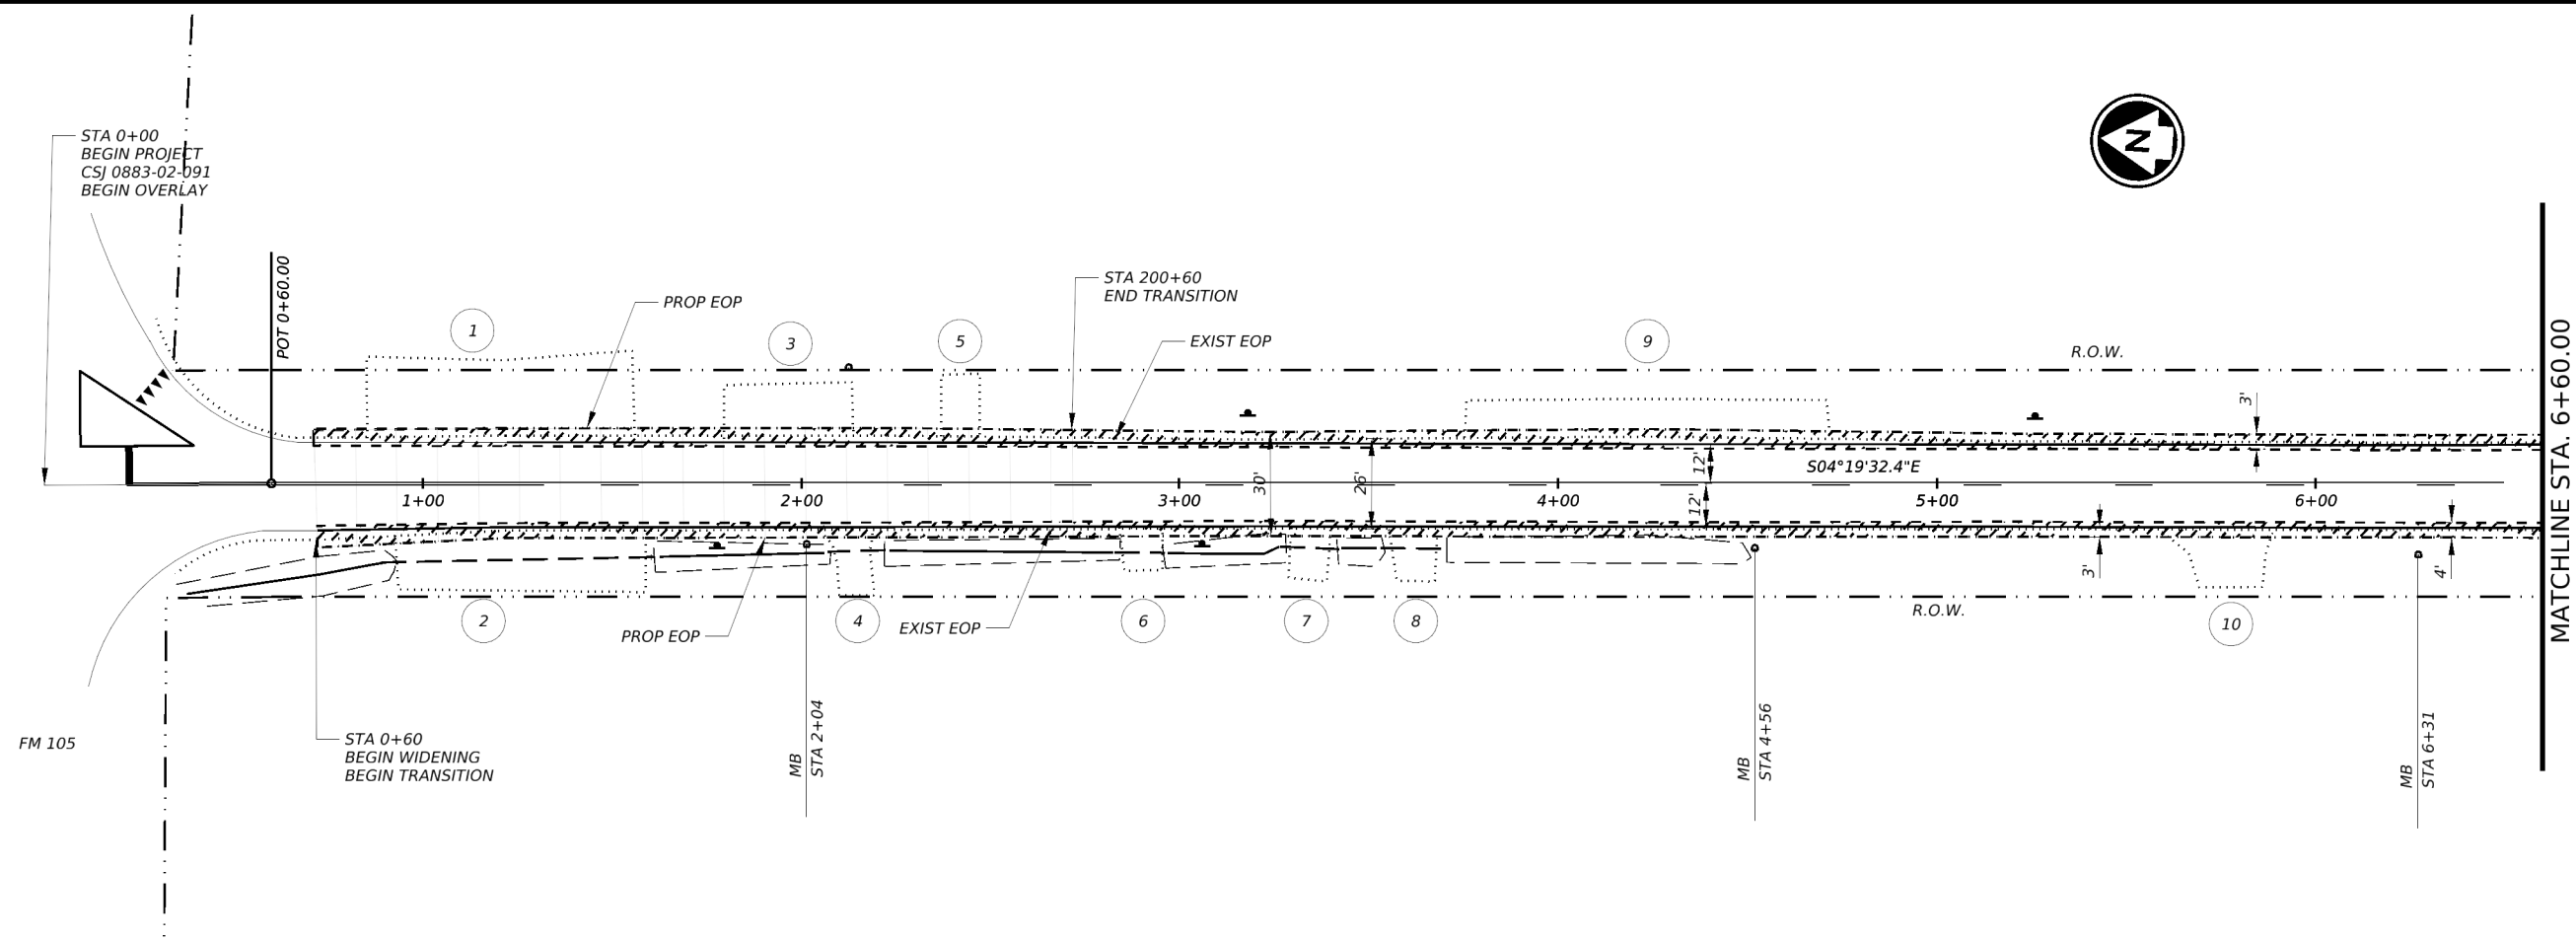 STA 0+00
BEGIN PROJECT
CSJ 0883-02-091
BEGIN OVERLAY
N
POT 0+60.00
STA 200+60
END TRANSITION
PROP EOP
EXIST EOP
1
3
5
9
R.O.W.
3'
12'
S04°19'32.4"E
30'
26'
12'
1+00
2+00
3+00
4+00
5+00
6+00
3'
4'
R.O.W.
2
4
6
7
8
10
PROP EOP
EXIST EOP
MB
STA 2+04
MB
STA 4+56
MB
STA 6+31
STA 0+60
BEGIN WIDENING
BEGIN TRANSITION
FM 105
MATCHLINE STA. 6+60.00